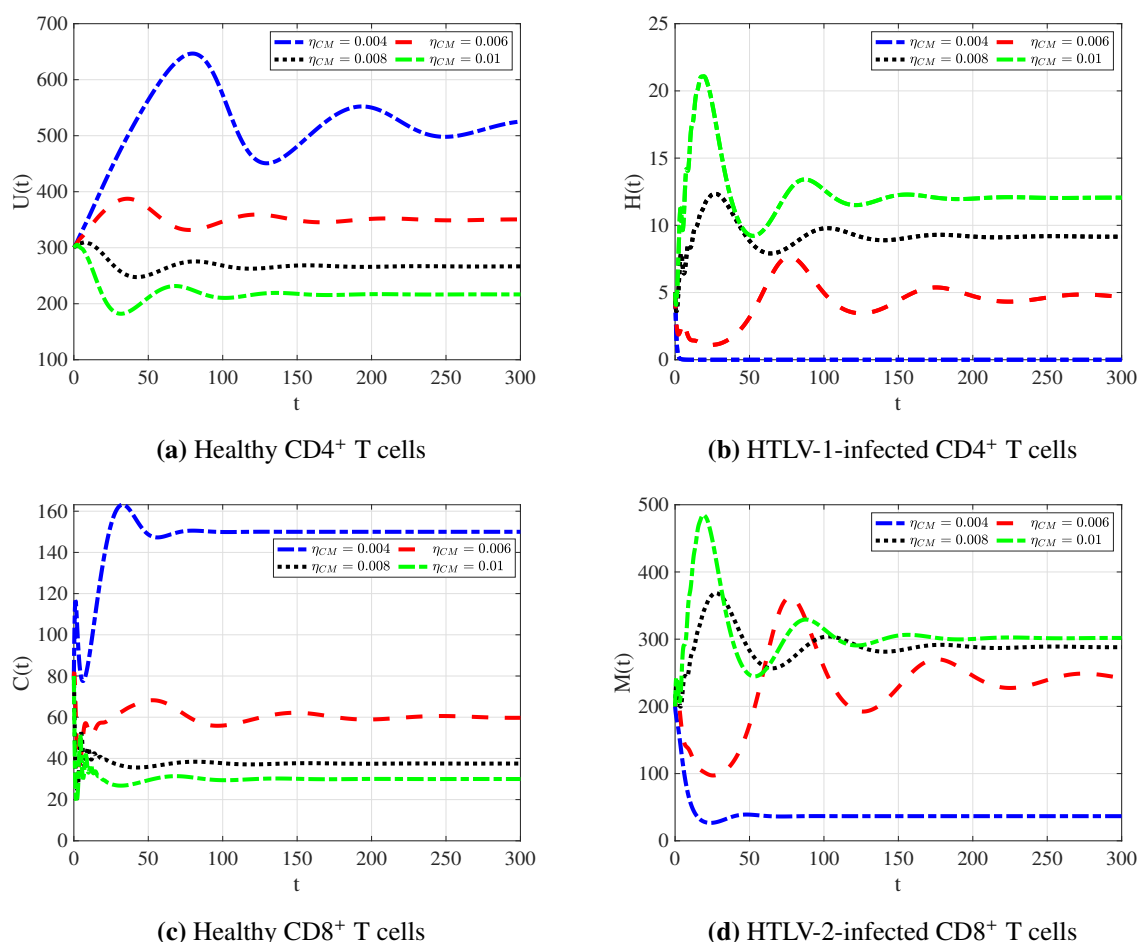 700
600
500
400
300
200
100
U(t)
0 50 100 150 200 250 300
t
η_CM = 0.004 η_CM = 0.006
η_CM = 0.008 η_CM = 0.01
(a) Healthy CD4⁺ T cells
25
20
15
10
5
0
H(t)
0 50 100 150 200 250 300
t
η_CM = 0.004 η_CM = 0.006
η_CM = 0.008 η_CM = 0.01
(b) HTLV-1-infected CD4⁺ T cells
160
140
120
100
80
60
40
20
0
C(t)
0 50 100 150 200 250 300
t
η_CM = 0.004 η_CM = 0.006
η_CM = 0.008 η_CM = 0.01
(c) Healthy CD8⁺ T cells
500
400
300
200
100
0
M(t)
0 50 100 150 200 250 300
t
η_CM = 0.004 η_CM = 0.006
η_CM = 0.008 η_CM = 0.01
(d) HTLV-2-infected CD8⁺ T cells